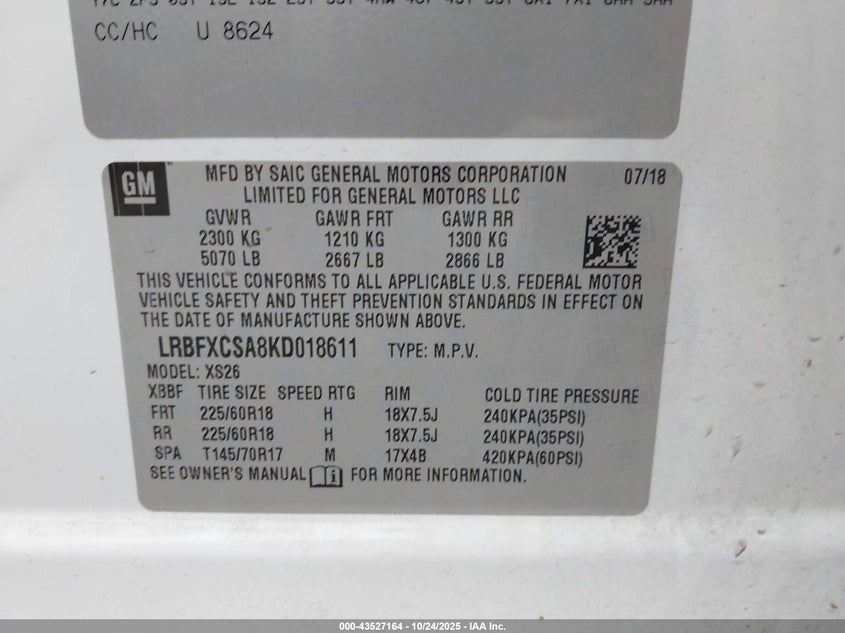 CC/HC U 8624
GM
MFD BY SAIC GENERAL MOTORS CORPORATION 07/18
LIMITED FOR GENERAL MOTORS LLC
GVWR GAWR FRT GAWR RR
2300 KG 1210 KG 1300 KG
5070 LB 2667 LB 2866 LB
THIS VEHICLE CONFORMS TO ALL APPLICABLE U.S. FEDERAL MOTOR
VEHICLE SAFETY AND THEFT PREVENTION STANDARDS IN EFFECT ON
THE DATE OF MANUFACTURE SHOWN ABOVE.
LRBFXCSA8KD018611 TYPE: M.P.V.
MODEL: XS26
XBBF TIRE SIZE SPEED RTG RIM COLD TIRE PRESSURE
FRT 225/60R18 H 18X7.5J 240KPA(35PSI)
RR 225/60R18 H 18X7.5J 240KPA(35PSI)
SPA T145/70R17 M 17X4B 420KPA(60PSI)
SEE OWNER'S MANUAL i FOR MORE INFORMATION.
000-43527164 - 10/24/2025 - IAA Inc.